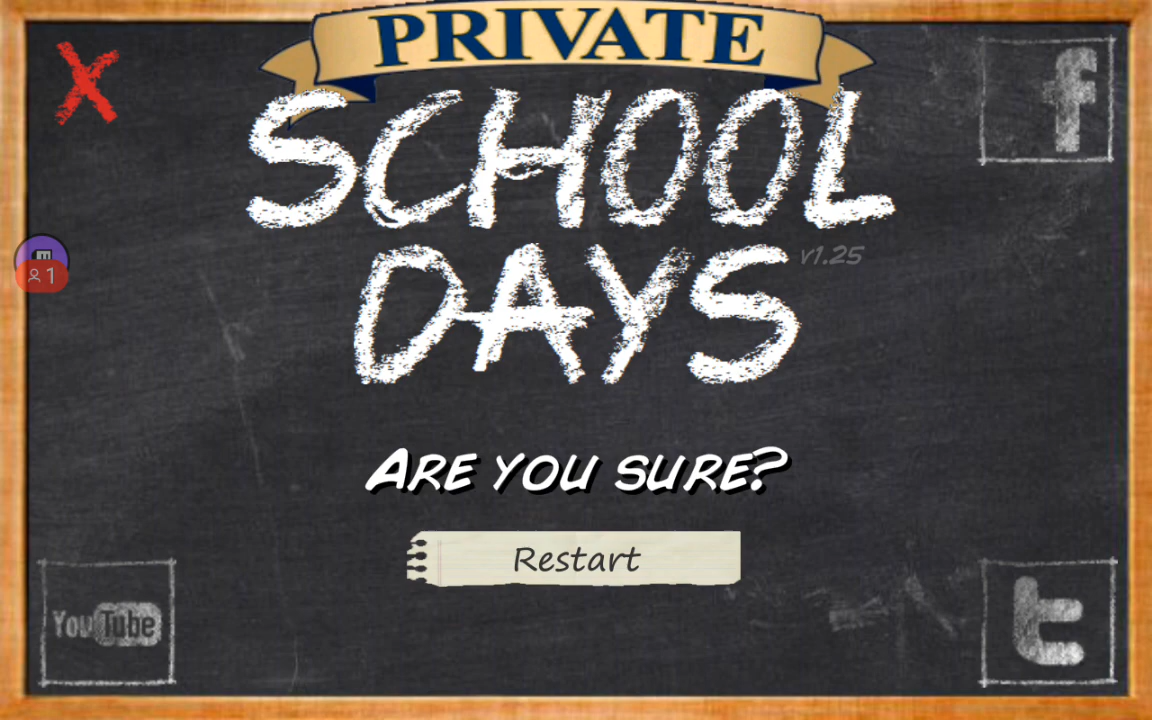 PRIVATE
f
SCHOOL
DAYS
v1.25
1
ARE YOU SURE?
Restart
YouTube
t